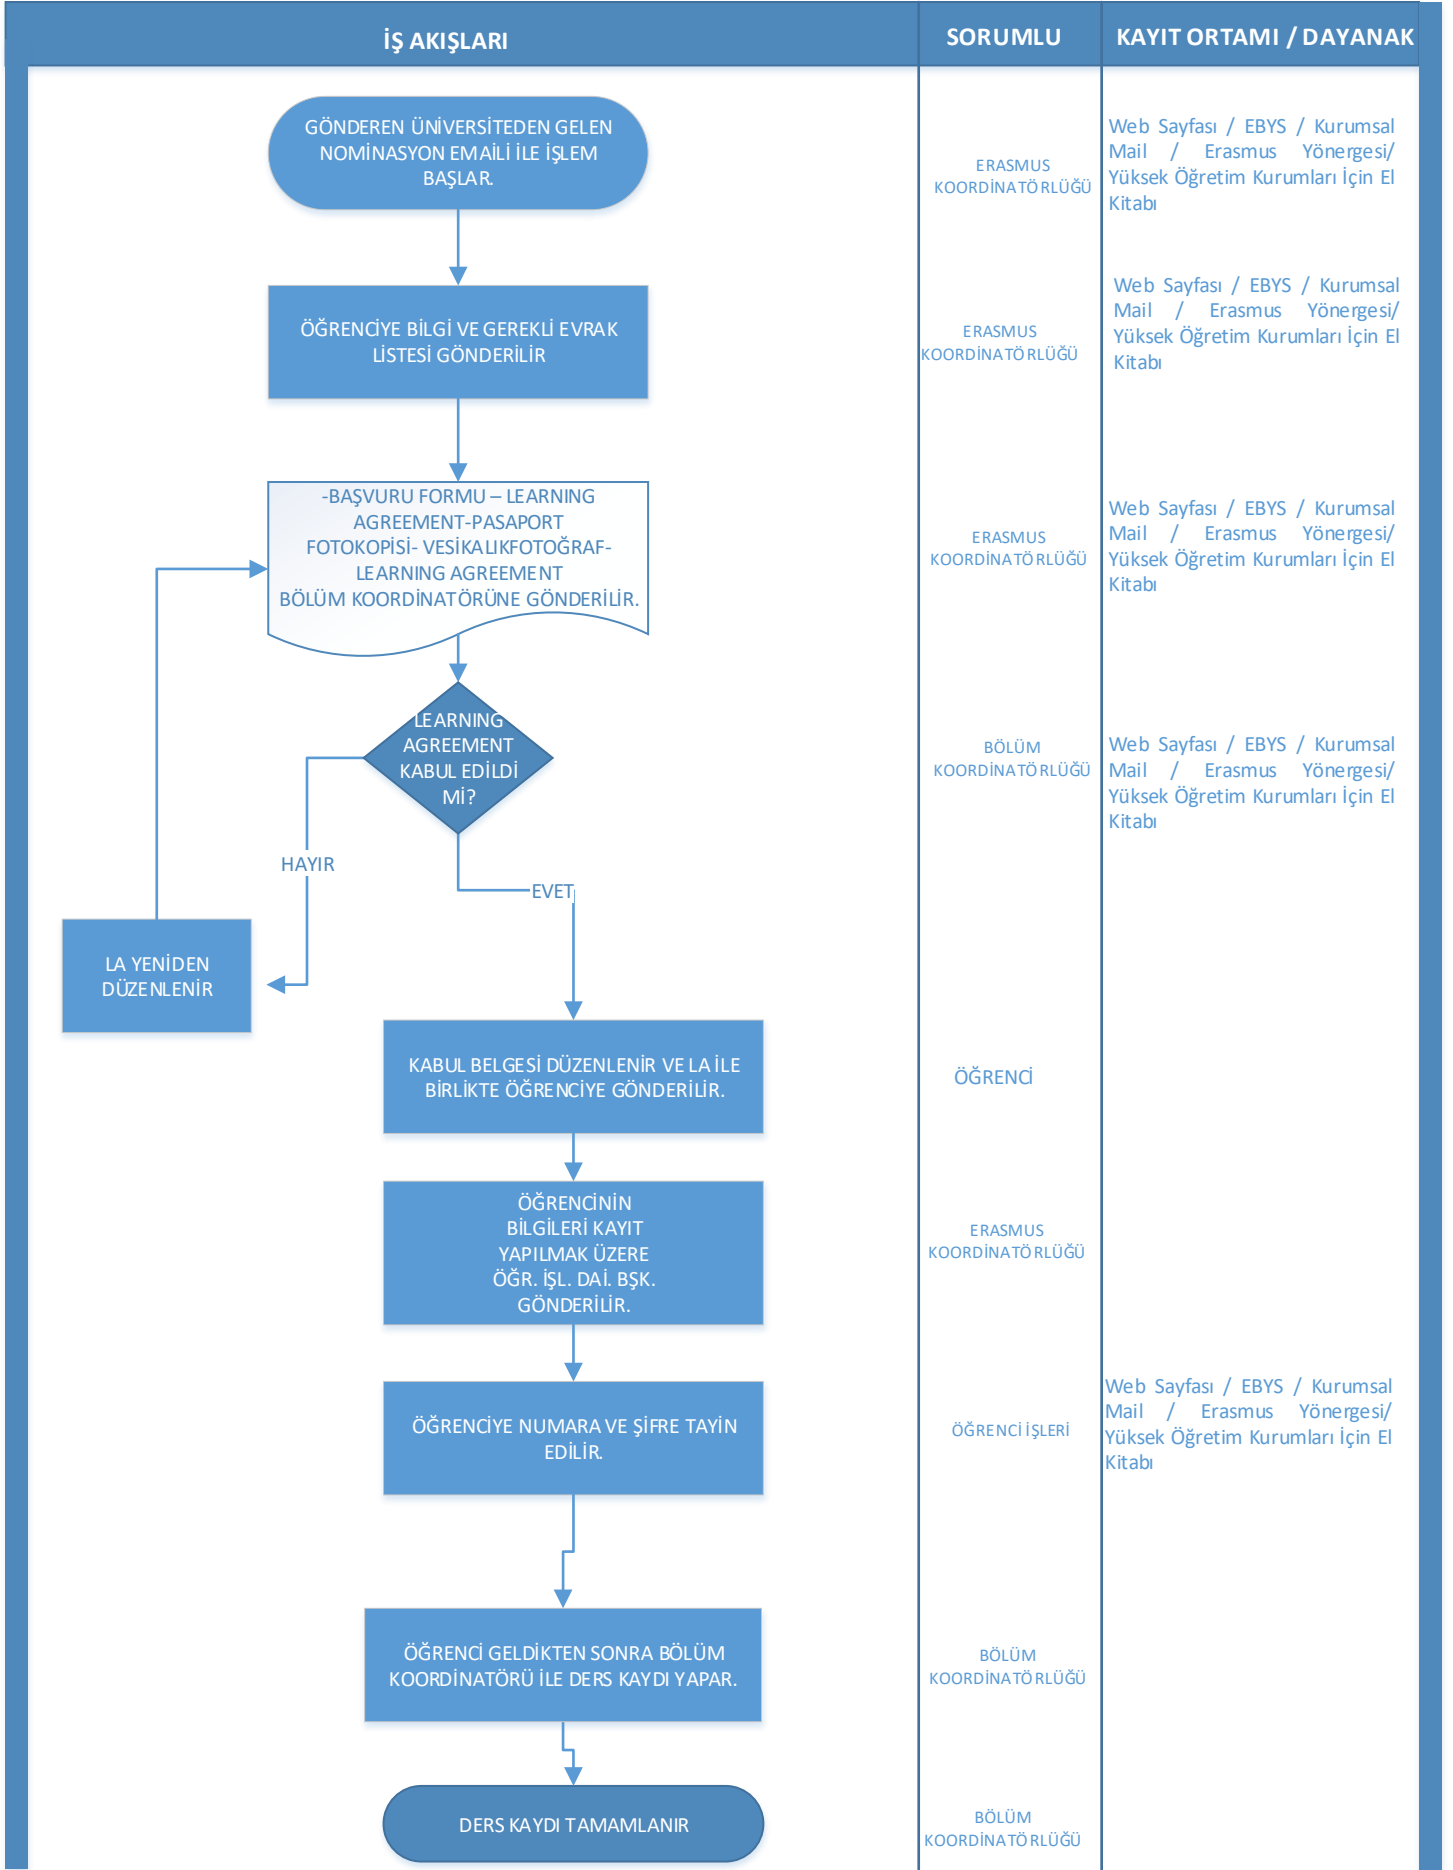 İŞ AKIŞLARI
SORUMLU
KAYIT ORTAMI / DAYANAK
GÖNDEREN ÜNİVERSİTEDEN GELEN
NOMİNASYON EMAİLİ İLE İŞLEM
BAŞLAR.
ERASMUS
KOORDİNATÖRLÜĞÜ
Web Sayfası / EBYS / Kurumsal
Mail / Erasmus Yönergesi/
Yüksek Öğretim Kurumları İçin El
Kitabı
ÖĞRENCİYE BİLGİ VE GEREKLİ EVRAK
LİSTESİ GÖNDERİLİR
ERASMUS
KOORDİNATÖRLÜĞÜ
Web Sayfası / EBYS / Kurumsal
Mail / Erasmus Yönergesi/
Yüksek Öğretim Kurumları İçin El
Kitabı
-BAŞVURU FORMU – LEARNING
AGREEMENT-PASAPORT
FOTOKOPİSİ- VESİKALIKFOTOĞRAF-
LEARNING AGREEMENT
BÖLÜM KOORDİNATÖRÜNE GÖNDERİLİR.
ERASMUS
KOORDİNATÖRLÜĞÜ
Web Sayfası / EBYS / Kurumsal
Mail / Erasmus Yönergesi/
Yüksek Öğretim Kurumları İçin El
Kitabı
LEARNING
AGREEMENT
KABUL EDİLDİ
Mİ?
BÖLÜM
KOORDİNATÖRLÜĞÜ
Web Sayfası / EBYS / Kurumsal
Mail / Erasmus Yönergesi/
Yüksek Öğretim Kurumları İçin El
Kitabı
HAYIR
EVET
LA YENİDEN
DÜZENLENİR
KABUL BELGESİ DÜZENLENİR VE LA İLE
BİRLİKTE ÖĞRENCİYE GÖNDERİLİR.
ÖĞRENCİ
ÖĞRENCİNİN
BİLGİLERİ KAYIT
YAPILMAK ÜZERE
ÖĞR. İŞL. DAİ. BŞK.
GÖNDERİLİR.
ERASMUS
KOORDİNATÖRLÜĞÜ
ÖĞRENCİYE NUMARA VE ŞİFRE TAYİN
EDİLİR.
ÖĞRENCİ İŞLERİ
Web Sayfası / EBYS / Kurumsal
Mail / Erasmus Yönergesi/
Yüksek Öğretim Kurumları İçin El
Kitabı
ÖĞRENCİ GELDİKTEN SONRA BÖLÜM
KOORDİNATÖRÜ İLE DERS KAYDI YAPAR.
BÖLÜM
KOORDİNATÖRLÜĞÜ
DERS KAYDI TAMAMLANIR
BÖLÜM
KOORDİNATÖRLÜĞÜ